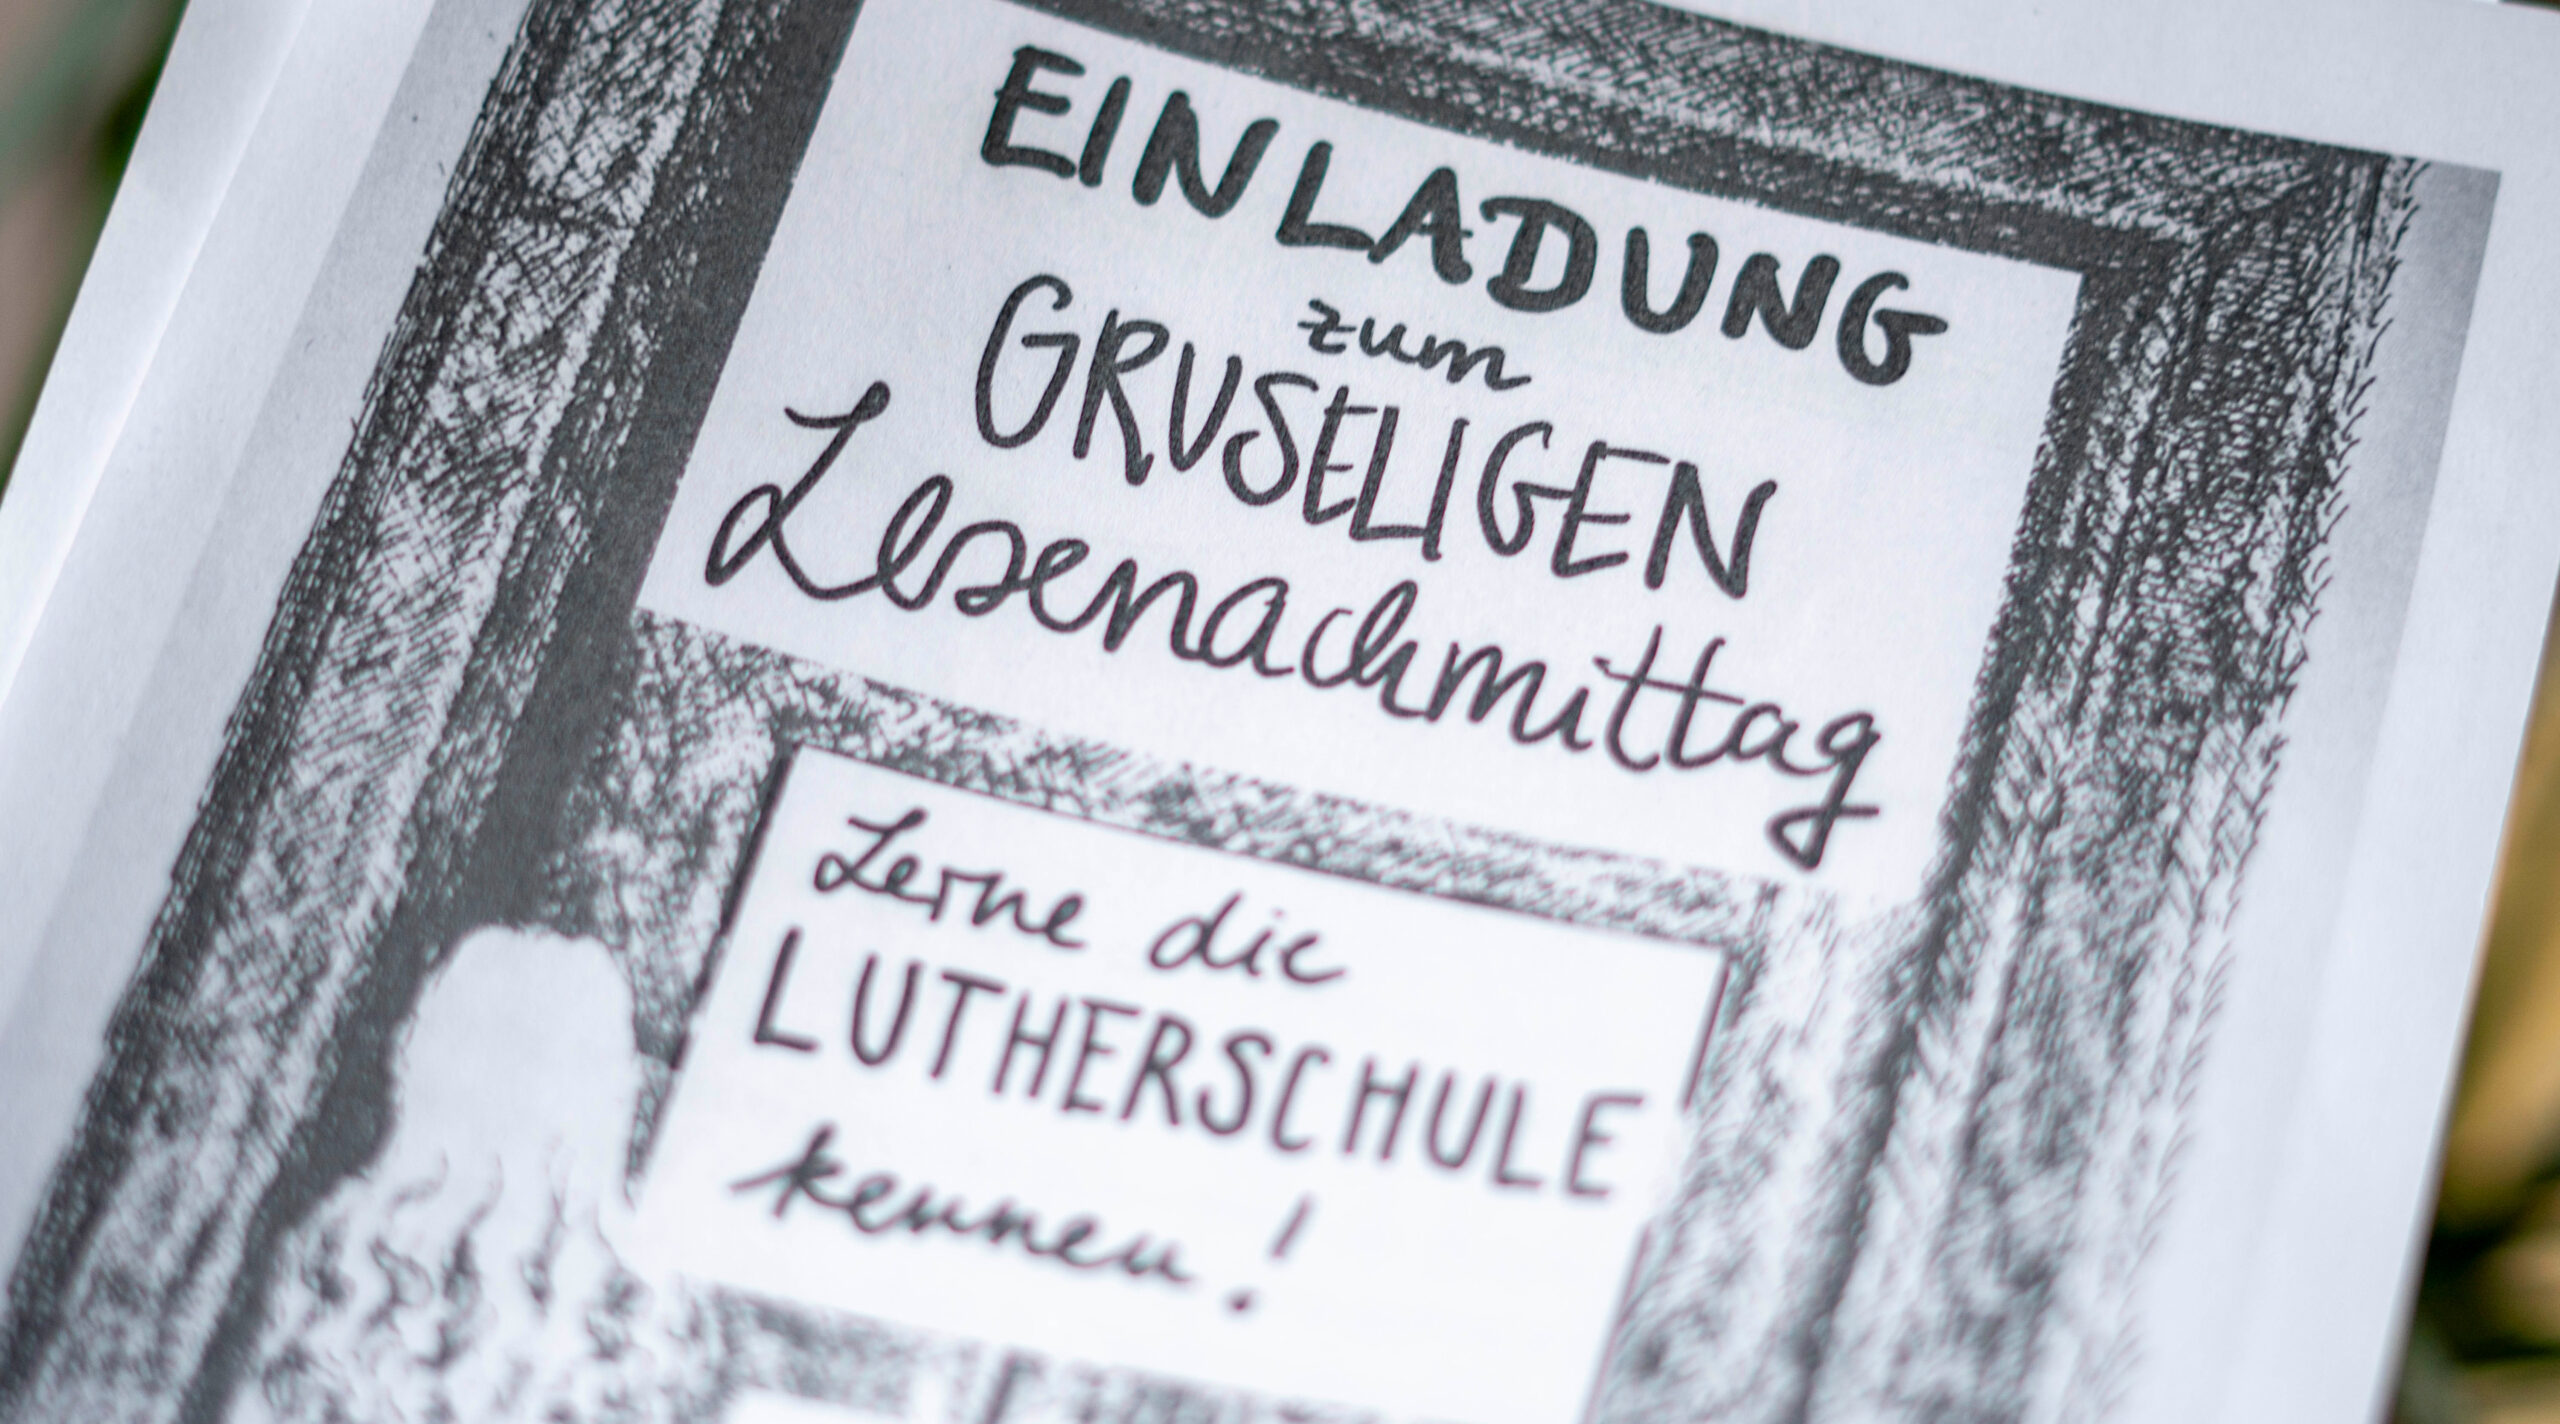 EINLADUNG
zum
GRUSELIGEN
Lesenachmittag
Lerne die
LUTHERSCHULE
kennen!